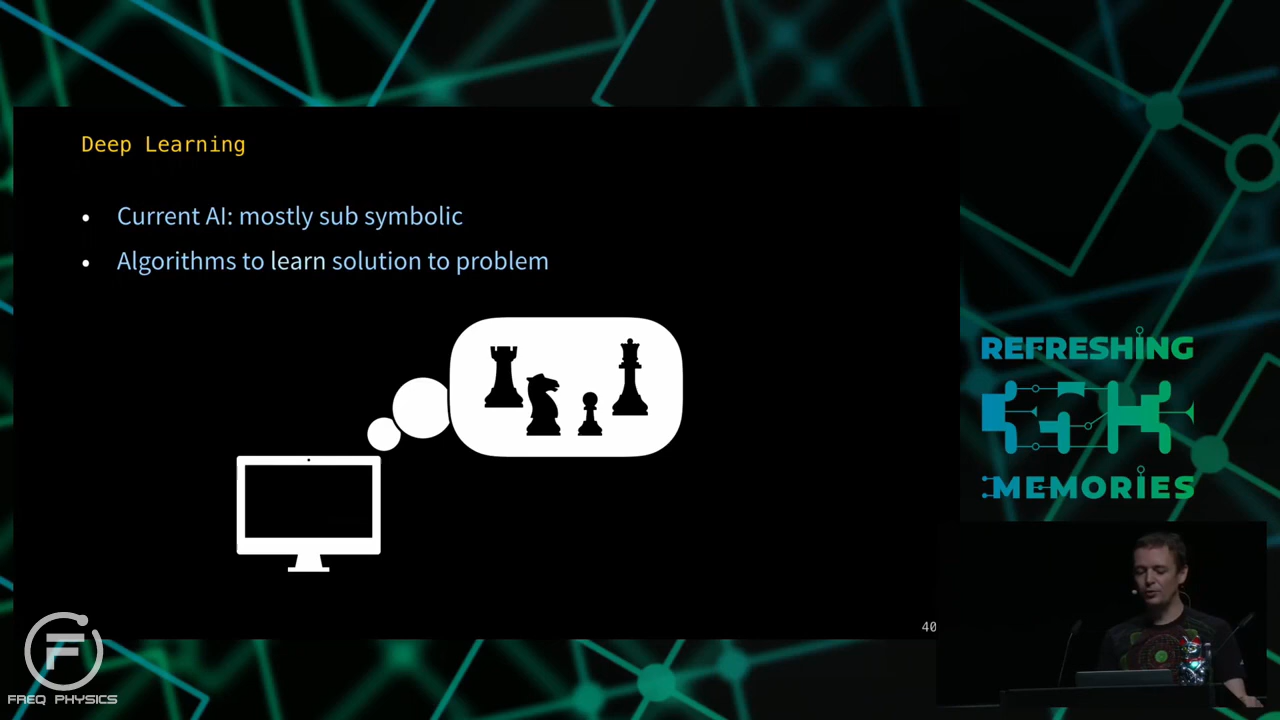 Deep Learning
• Current AI: mostly sub symbolic
• Algorithms to learn solution to problem
40
REFRESHING
MEMORIES
F
FREQ PHYSICS